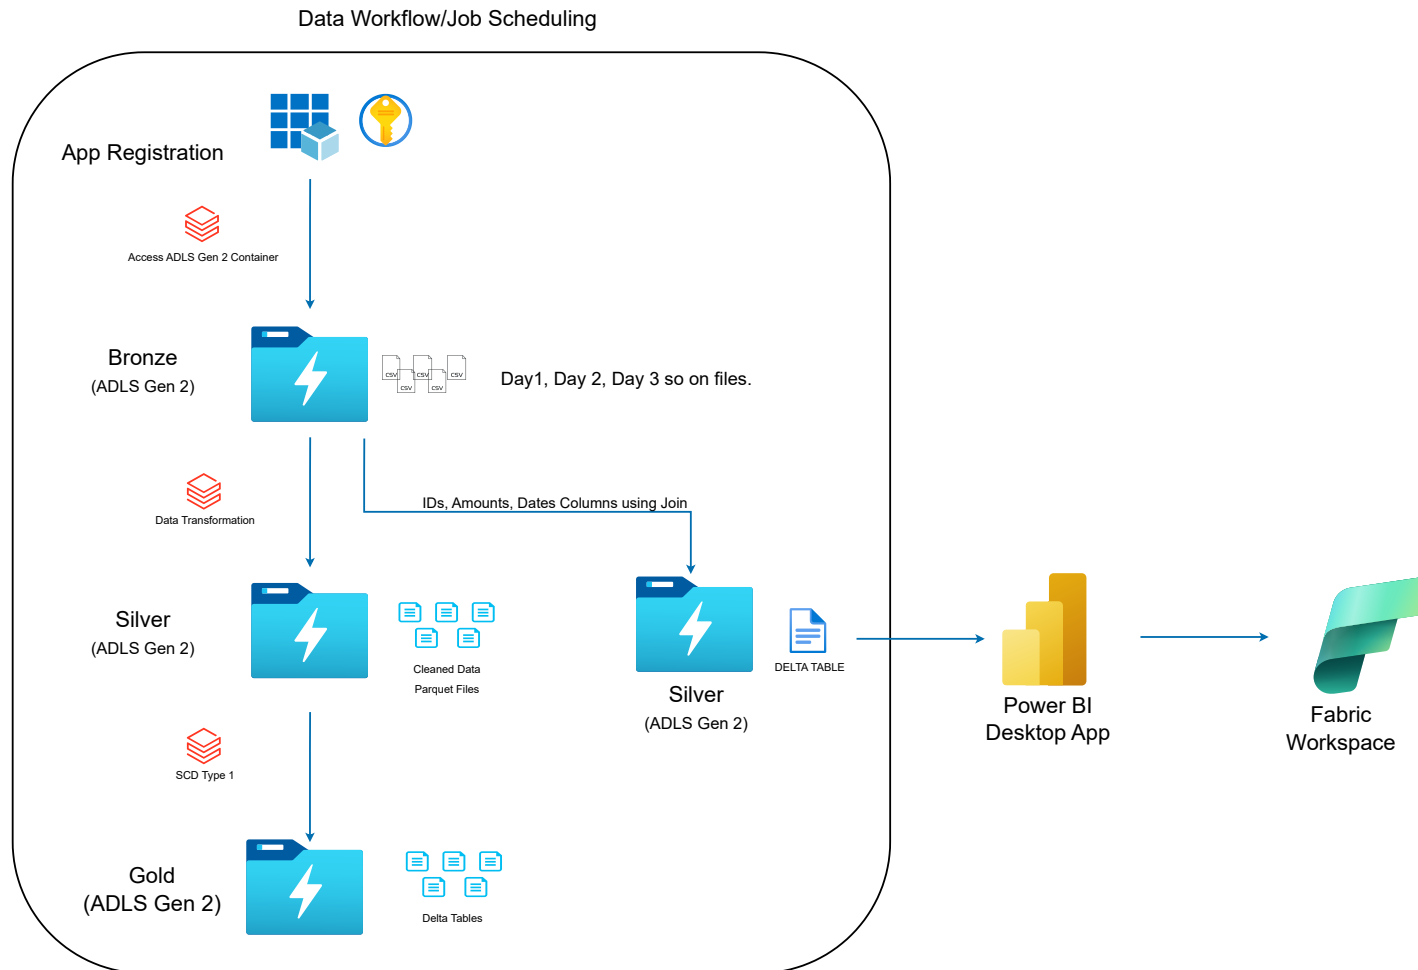 Data Workflow/Job Scheduling
App Registration
Access ADLS Gen 2 Container
Bronze
(ADLS Gen 2)
CSV CSV CSV
CSV CSV
Day1, Day 2, Day 3 so on files.
IDs, Amounts, Dates Columns using Join
Data Transformation
Silver
(ADLS Gen 2)
Cleaned Data
Parquet Files
DELTA TABLE
Silver
(ADLS Gen 2)
Power BI
Desktop App
Fabric
Workspace
SCD Type 1
Gold
(ADLS Gen 2)
Delta Tables